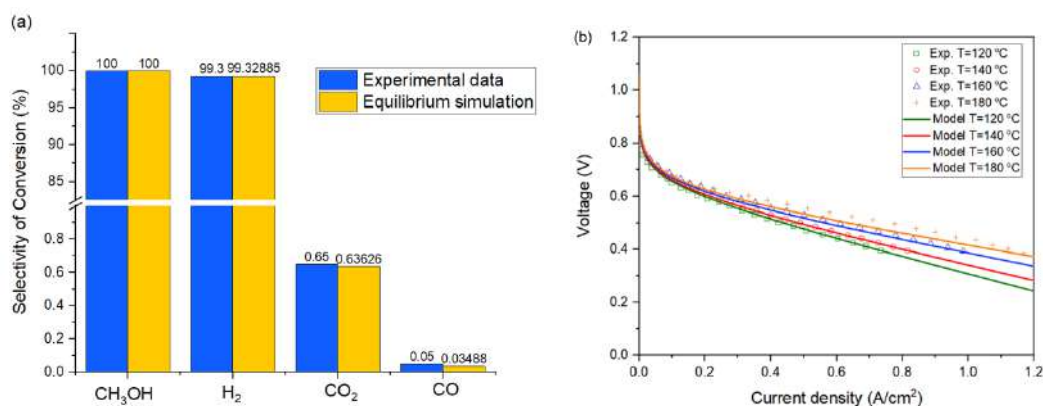 (a)
100 100
99.3 99.32885
Experimental data
Equilibrium simulation
0.65 0.63626
0.05 0.03488
100
95
90
85
0.8
0.6
0.4
0.2
0.0
Selectivity of Conversion (%)
CH₃OH H₂ CO₂ CO
(b)
Exp. T=120 °C
Exp. T=140 °C
Exp. T=160 °C
Exp. T=180 °C
Model T=120 °C
Model T=140 °C
Model T=160 °C
Model T=180 °C
1.2
1.0
0.8
0.6
0.4
0.2
0.0
Voltage (V)
0.0 0.2 0.4 0.6 0.8 1.0 1.2
Current density (A/cm²)